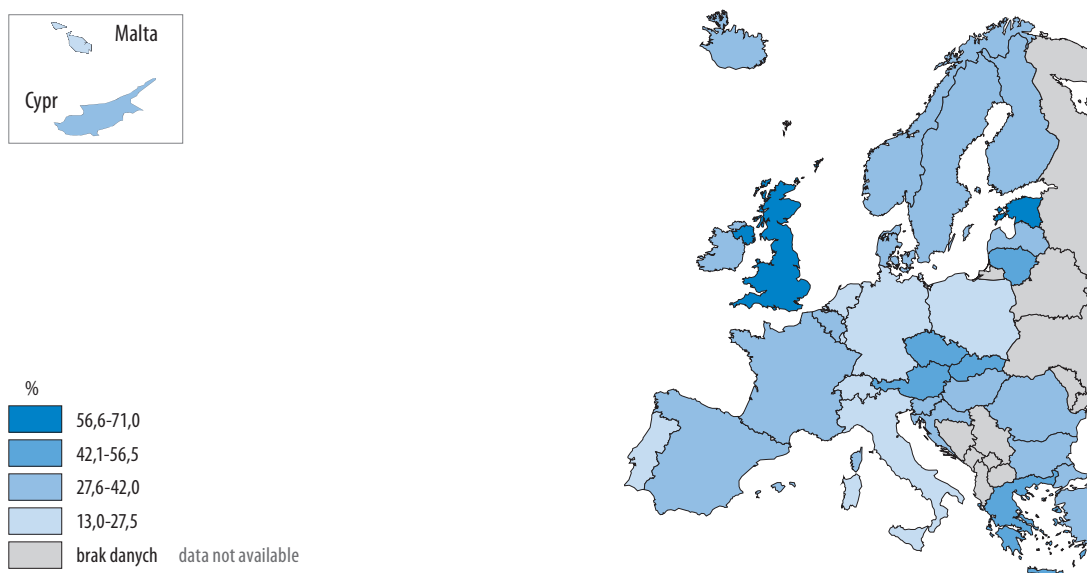 Malta
Cypr
%
56,6-71,0
42,1-56,5
27,6-42,0
13,0-27,5
brak danych data not available